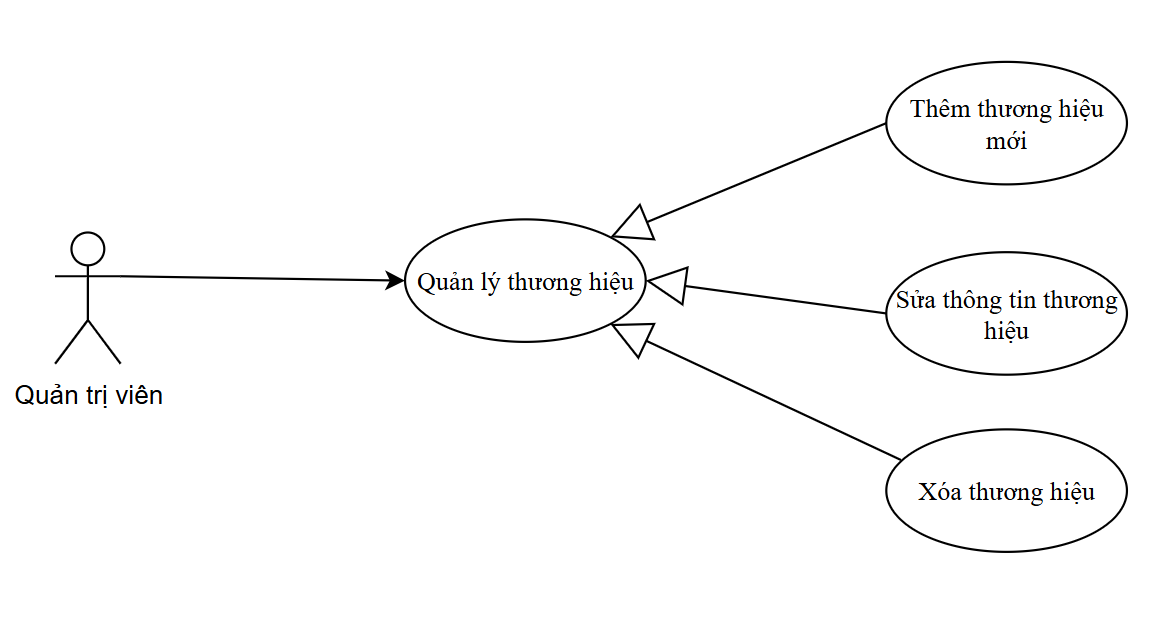 Thêm thương hiệu
mới
Quản lý thương hiệu
Sửa thông tin thương
hiệu
Quản trị viên
Xóa thương hiệu